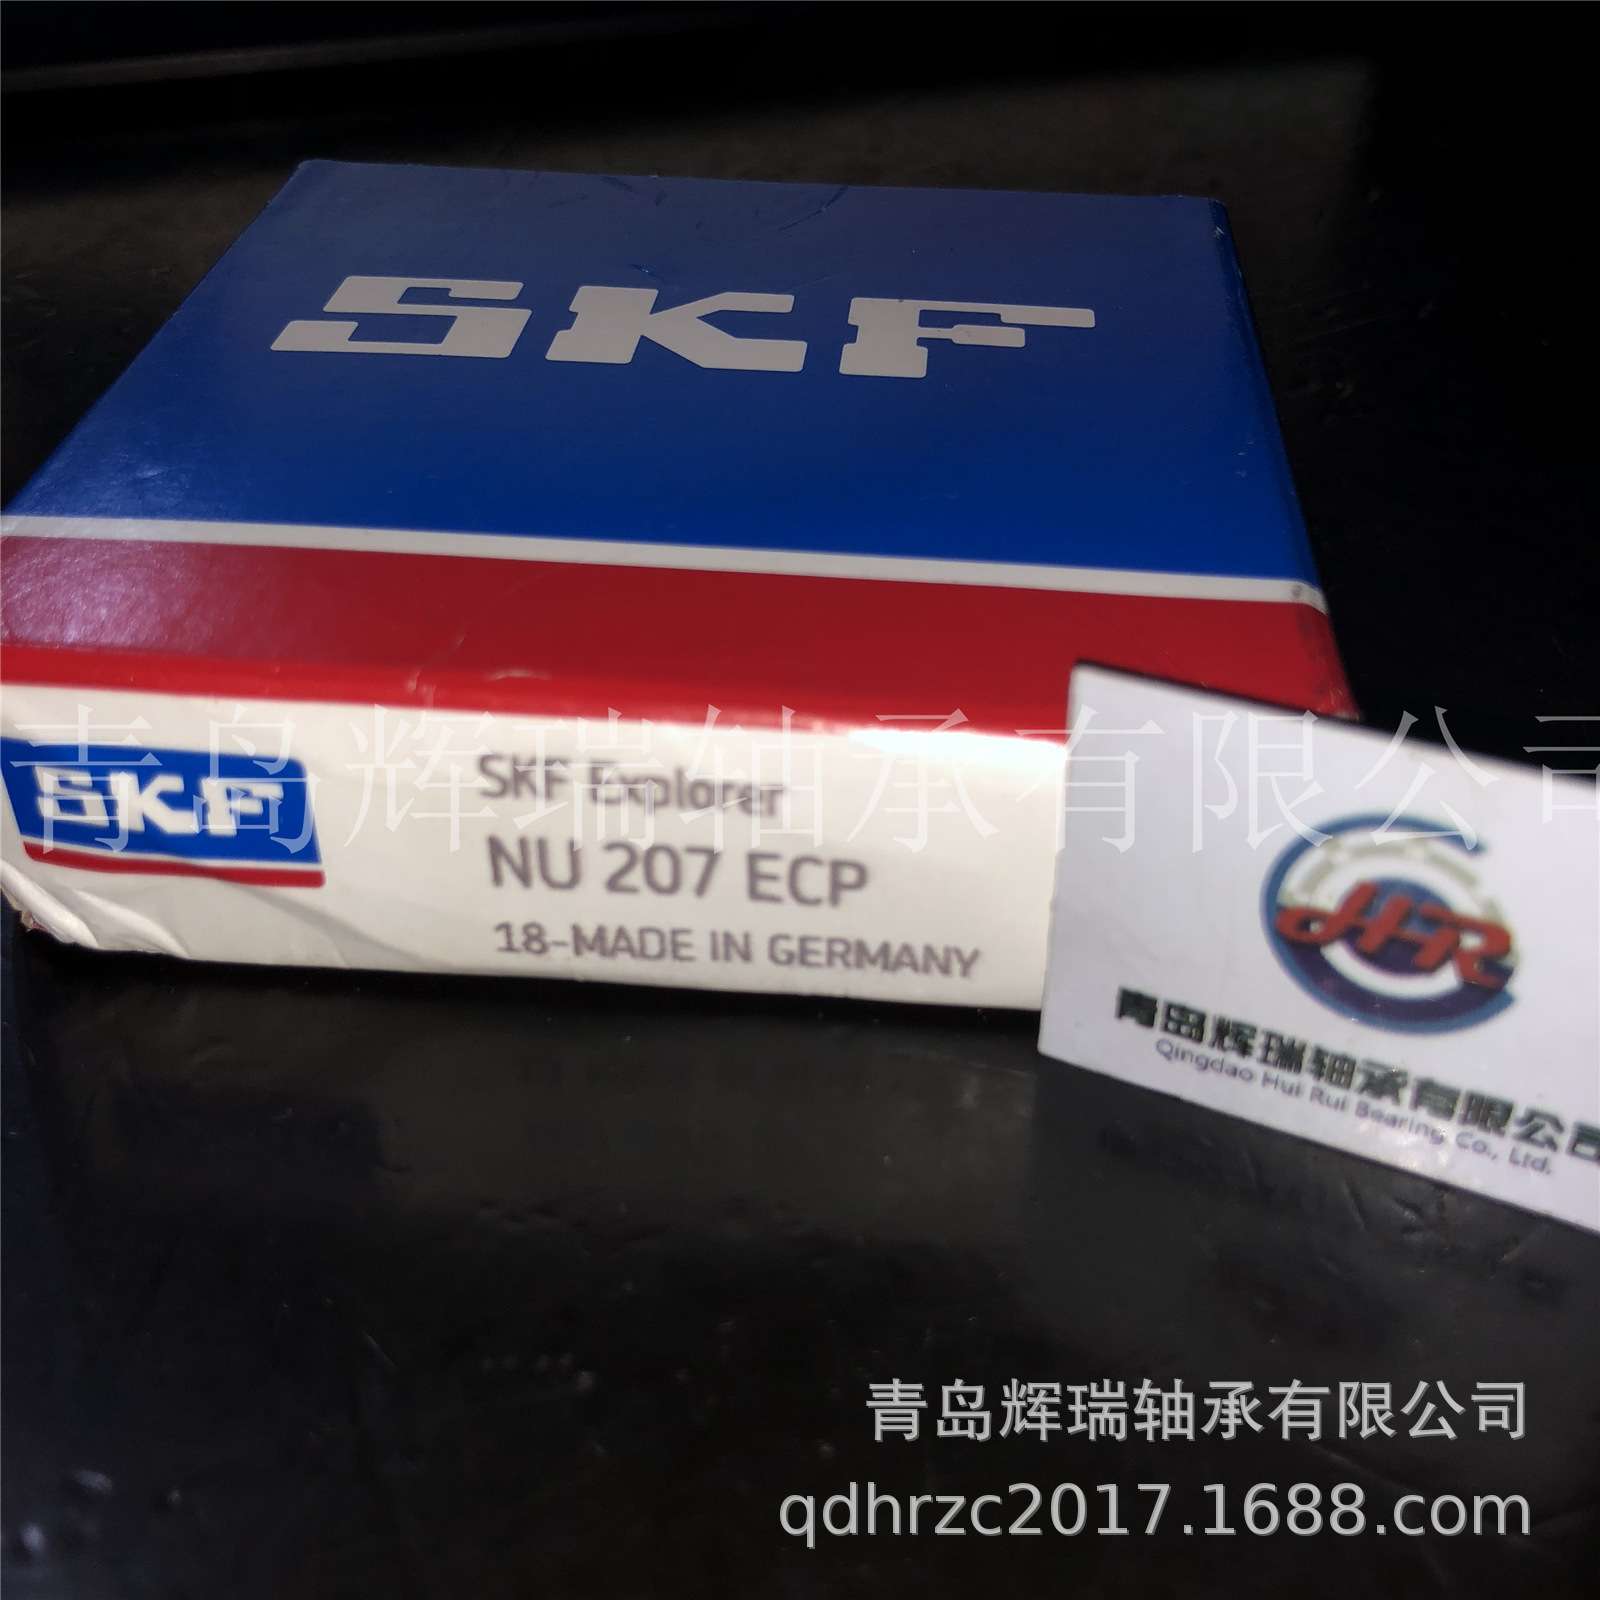 SKF
青岛辉瑞轴承有限公司
SKF
SKF Explorer
NU 207 ECP
18-MADE IN GERMANY
HR
青岛辉瑞轴承有限公司
Qingdao Hui Rui Bearing Co., Ltd.
青岛辉瑞轴承有限公司
qdhrzc2017.1688.com